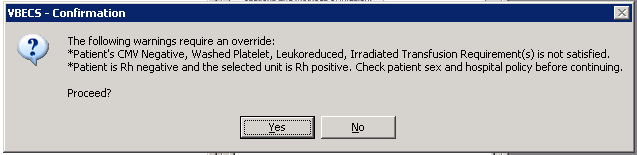 VBECS - Confirmation
The following warnings require an override:
*Patient's CMV Negative, Washed Platelet, Leukoreduced, Irradiated Transfusion Requirement(s) is not satisfied.
*Patient is Rh negative and the selected unit is Rh positive. Check patient sex and hospital policy before continuing.
Proceed?
Yes No